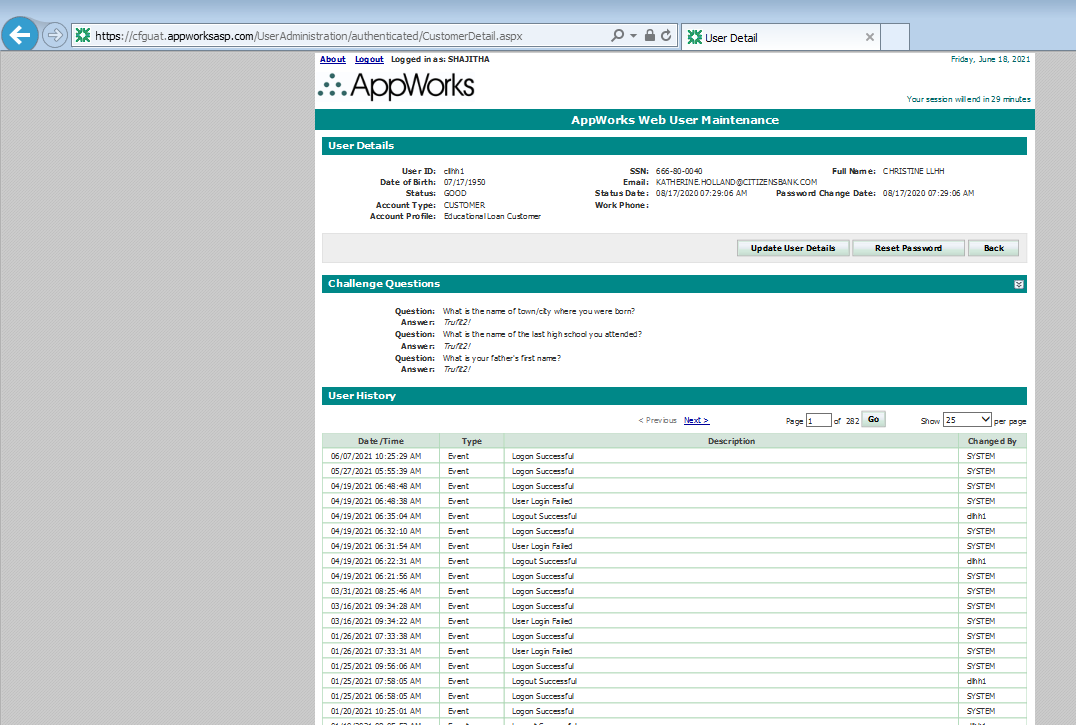 https://cfguat.appworksasp.com/UserAdministration/authenticated/CustomerDetail.aspx
User Detail
About Logout Logged in as: SHAJITHA Friday, June 18, 2021
AppWorks
Your session will end in 29 minutes
AppWorks Web User Maintenance
User Details
User ID: cllhh1 SSN: 666-80-0040 Full Name: CHRISTINE LLHH
Date of Birth: 07/17/1950 Email: KATHERINE.HOLLAND@CITIZENSBANK.COM
Status: GOOD Status Date: 08/17/2020 07:29:06 AM Password Change Date: 08/17/2020 07:29:06 AM
Account Type: CUSTOMER Work Phone:
Account Profile: Educational Loan Customer
Update User Details Reset Password Back
Challenge Questions
Question: What is the name of town/city where you were born?
Answer: Trufit2!
Question: What is the name of the last high school you attended?
Answer: Trufit2!
Question: What is your father's first name?
Answer: Trufit2!
User History
< Previous Next > Page 1 of 282 Go Show 25 per page
Date/Time Type Description Changed By
06/07/2021 10:25:29 AM Event Logon Successful SYSTEM
05/27/2021 05:55:39 AM Event Logon Successful SYSTEM
04/19/2021 06:48:48 AM Event Logon Successful SYSTEM
04/19/2021 06:48:38 AM Event User Login Failed SYSTEM
04/19/2021 06:35:04 AM Event Logout Successful cllhh1
04/19/2021 06:32:10 AM Event Logon Successful SYSTEM
04/19/2021 06:31:54 AM Event User Login Failed SYSTEM
04/19/2021 06:22:31 AM Event Logout Successful cllhh1
04/19/2021 06:21:56 AM Event Logon Successful SYSTEM
03/31/2021 08:25:46 AM Event Logon Successful SYSTEM
03/16/2021 09:34:28 AM Event Logon Successful SYSTEM
03/16/2021 09:34:22 AM Event User Login Failed SYSTEM
01/26/2021 07:33:38 AM Event Logon Successful SYSTEM
01/26/2021 07:33:31 AM Event User Login Failed SYSTEM
01/25/2021 09:56:06 AM Event Logon Successful SYSTEM
01/25/2021 07:58:05 AM Event Logout Successful cllhh1
01/25/2021 06:58:05 AM Event Logon Successful SYSTEM
01/20/2021 10:25:01 AM Event Logon Successful SYSTEM